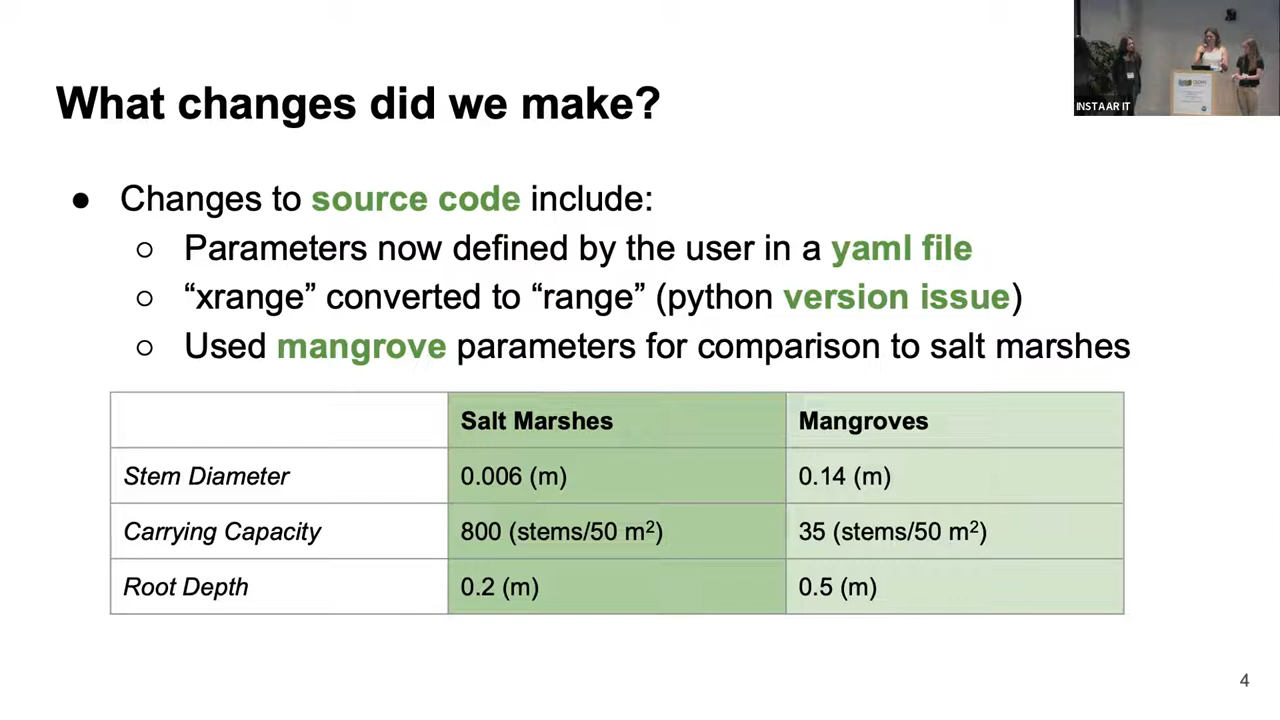 INSTAAR IT
What changes did we make?
● Changes to source code include:
○ Parameters now defined by the user in a yaml file
○ “xrange” converted to “range” (python version issue)
○ Used mangrove parameters for comparison to salt marshes
Salt Marshes Mangroves
Stem Diameter 0.006 (m) 0.14 (m)
Carrying Capacity 800 (stems/50 m²) 35 (stems/50 m²)
Root Depth 0.2 (m) 0.5 (m)
4